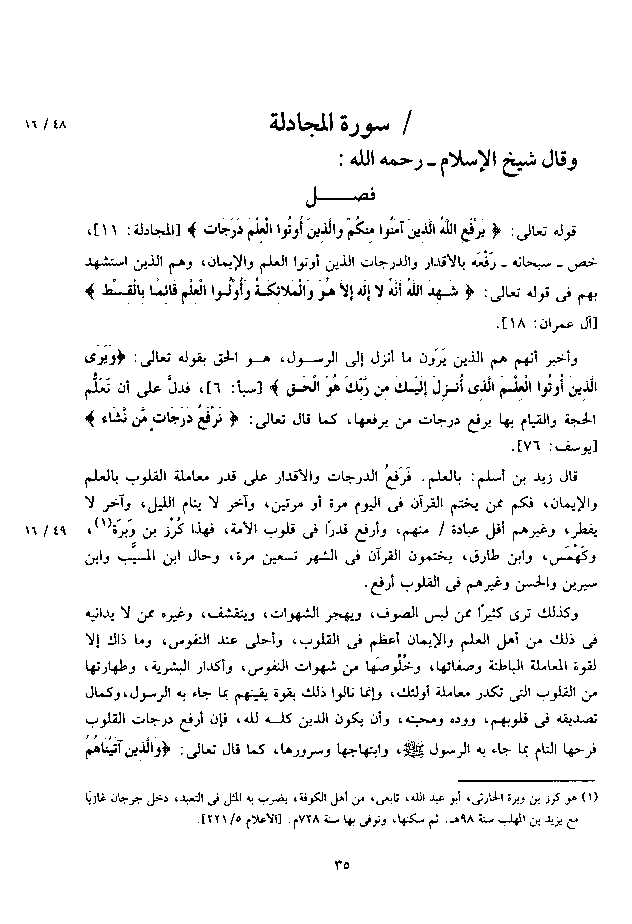 ٤٨ / ١٦
/ سورة المجادلة
وقال شيخ الإسلام ـ رحمه الله :
فصــــــل
قوله تعالى: ﴿ يَرْفَعِ اللَّهُ الَّذِينَ آمَنُوا مِنكُمْ وَالَّذِينَ أُوتُوا الْعِلْمَ دَرَجَاتٍ ﴾ [المجادلة: ١١]،
خص ـ سبحانه ـ رَفْعَه بالأقدار والدرجات الذين أوتوا العلم والإيمان، وهم الذين استشهد
بهم فى قوله تعالى: ﴿ شَهِدَ اللَّهُ أَنَّهُ لا إِلَهَ إِلاَّ هُوَ وَالْمَلائِكَةُ وَأُوْلُوا الْعِلْمِ قَائِمًا بِالْقِسْطِ ﴾
[آل عمران: ١٨].
وأخبر أنهم هم الذين يَرَون ما أنزل إلى الرسول، هــو الحق بقوله تعالى: ﴿وَيَرَى
الَّذِينَ أُوتُوا الْعِلْمَ الَّذِى أُنزِلَ إِلَيْكَ مِن رَّبِّكَ هُوَ الْحَقَّ ﴾ [سبأ: ٦]، فدلَّ على أن تَعَلُّم
الحجة والقيام بها يرفع درجات من يرفعها، كما قال تعالى: ﴿ نَرْفَعُ دَرَجَاتٍ مَّن نَّشَاء ﴾
[يوسف: ٧٦].
قال زيد بن أسلم: بالعلم. فَرَفعُ الدرجات والأقدار على قدر معاملة القلوب بالعلم
والإيمان، فكم ممن يختم القرآن فى اليوم مرة أو مرتين، وآخر لا ينام الليل، وآخر لا
٤٩ / ١٦
يفطر، وغيرهم أقل عبادة / منهم، وأرفع قدرًا فى قلوب الأمة، فهذا كُرْز بن وَبَرَة(١)،
وكَهْمَس، وابن طارق، يختمون القرآن فى الشهر تسعين مرة، وحال ابن المسيَّب وابن
سيرين والحسن وغيرهم فى القلوب أرفع.
وكذلك ترى كثيرًا ممن لبس الصوف، ويهجر الشهوات، ويتقشف، وغيره ممن لا يدانيه
فى ذلك من أهل العلم والإيمان أعظم فى القلوب، وأحلى عند النفوس، وما ذاك إلا
لقوة المعاملة الباطنة وصفائها، وخُلُوصها من شهوات النفوس، وأكدار البشرية، وطهارتها
من القلوب التى تكدر معاملة أولئك، وإنما نالوا ذلك بقوة يقينهم بما جاء به الرسول،وكمال
تصديقه فى قلوبهم، ووده ومحبته، وأن يكون الدين كلــه لله، فإن أرفع درجات القلوب
فرحها التام بما جاء به الرسول ﷺ، وابتهاجها وسرورها، كما قال تعالى: ﴿وَالَّذِينَ آتَيْنَاهُمُ
(١) هو كرز بن وبرة الحارثى، أبو عبد الله، تابعى، من أهل الكوفة، يضرب به المثل فى التعبد، دخل جرجان غازيًا
مع يزيد بن المهلب سنة ٩٨هـ. ثم سكنها، وتوفى بها سنة ٧٢٨م. [الأعلام ٥/ ٢٢١].
٣٥